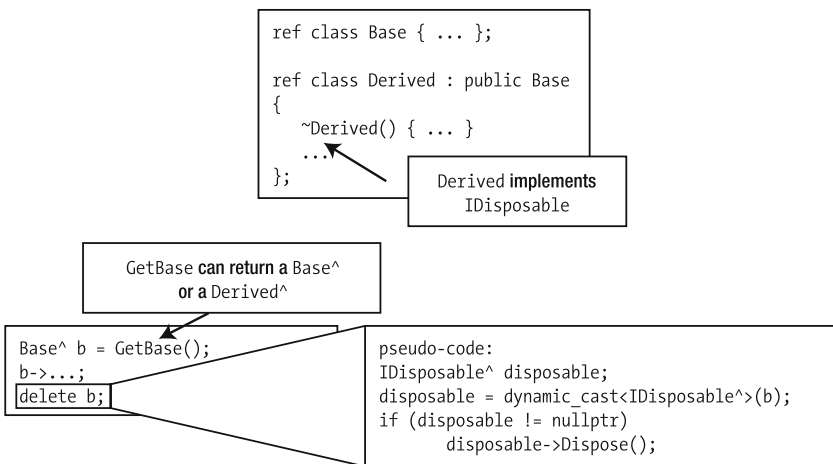 ref class Base { ... };
ref class Derived : public Base
{
~Derived() { ... }
...
};
Derived implements
IDisposable
GetBase can return a Base^
or a Derived^
Base^ b = GetBase();
b->...;
delete b;
pseudo-code:
IDisposable^ disposable;
disposable = dynamic_cast<IDisposable^>(b);
if (disposable != nullptr)
disposable->Dispose();